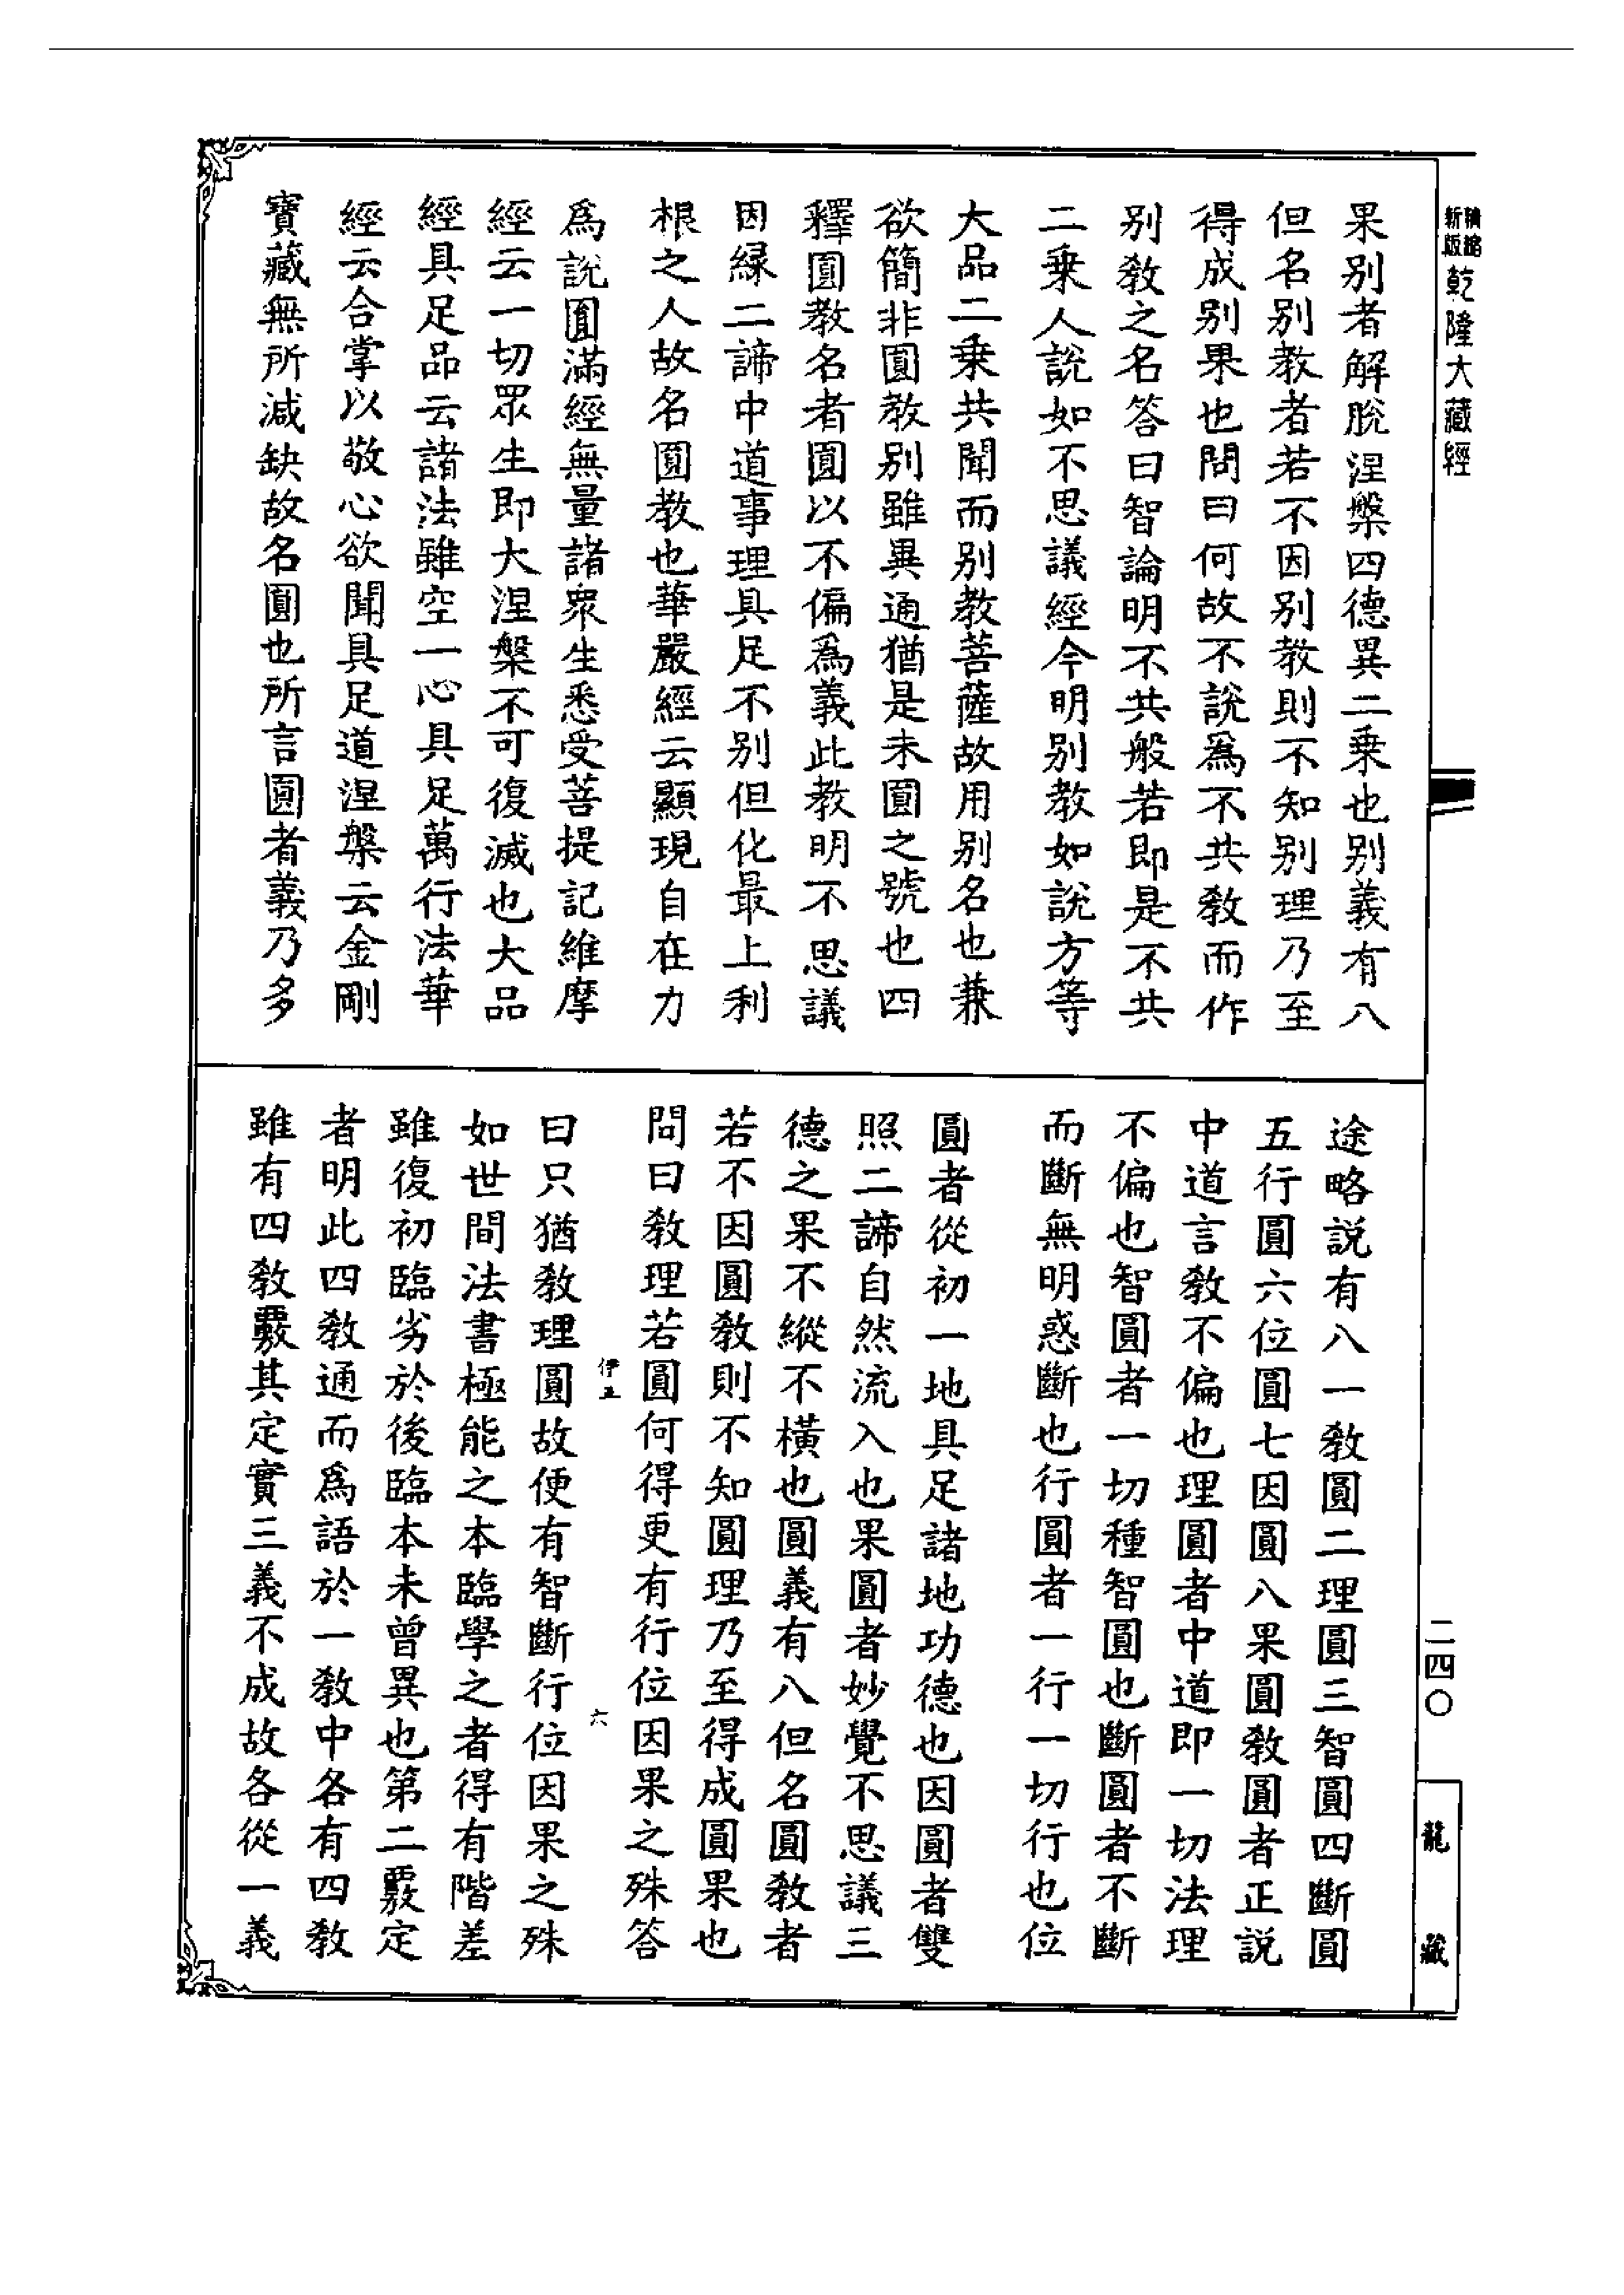 精縮
新版
乾隆大藏經
果別者解脫涅槃四德異二乘也別義有八
但名別教者若不因別教則不知別理乃至
得成別果也問曰何故不說爲不共教而作
別教之名答曰智論明不共般若即是不共
二乘人說如不思議經今明別教如說方等
大品二乘共聞而別教菩薩故用別名也兼
欲簡非圓教別雖異通猶是未圓之號也四
釋圓教名者圓以不偏爲義此教明不思議
因緣二諦中道事理具足不別但化最上利
根之人故名圓教也華嚴經云顯現自在力
爲說圓滿經無量諸眾生悉受菩提記維摩
經云一切眾生即大涅槃不可復滅也大品
經具足品云諸法雖空一心具足萬行法華
經云合掌以敬心欲聞具足道涅槃云金剛
寶藏無所減缺故名圓也所言圓者義乃多
途略說有八一教圓二理圓三智圓四斷圓
五行圓六位圓七因圓八果圓教圓者正說
中道言教不偏也理圓者中道即一切法理
不偏也智圓者一切種智圓也斷圓者不斷
而斷無明惑斷也行圓者一行一切行也位
圓者從初一地具足諸地功德也因圓者雙
照二諦自然流入也果圓者妙覺不思議三
德之果不縱不橫也圓義有八但名圓教者
若不因圓教則不知圓理乃至得成圓果也
問曰教理若圓何得更有行位因果之殊答
伊五 六
曰只猶教理圓故便有智斷行位因果之殊
如世間法書極能之本臨學之者得有階差
雖復初臨劣於後臨本未曾異也第二覈定
者明此四教通而爲語於一教中各有四教
雖有四教覈其定實三義不成故各從一義
二四〇
龍藏